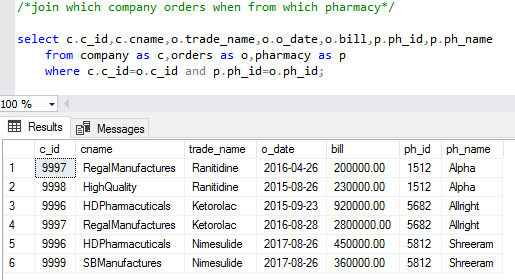 /*join which company orders when from which pharmacy*/
select c.c_id,c.cname,o.trade_name,o.o_date,o.bill,p.ph_id,p.ph_name
from company as c,orders as o,pharmacy as p
where c.c_id=o.c_id and p.ph_id=o.ph_id;
100 %
Results Messages
c_id cname trade_name o_date bill ph_id ph_name
1 9997 RegalManufactures Ranitidine 2016-04-26 200000.00 1512 Alpha
2 9998 HighQuality Ranitidine 2015-08-26 230000.00 1512 Alpha
3 9996 HDPharmacuticals Ketorolac 2015-09-23 920000.00 5682 Allright
4 9997 RegalManufactures Ketorolac 2016-08-28 2800000.00 5682 Allright
5 9996 HDPharmacuticals Nimesulide 2017-08-26 450000.00 5812 Shreeram
6 9999 SBManufactures Nimesulide 2017-08-26 360000.00 5812 Shreeram